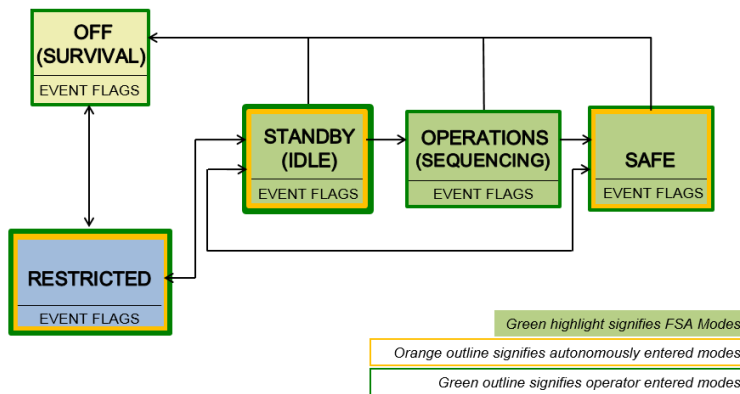 OFF
(SURVIVAL)
EVENT FLAGS
STANDBY
(IDLE)
EVENT FLAGS
OPERATIONS
(SEQUENCING)
EVENT FLAGS
SAFE
EVENT FLAGS
RESTRICTED
EVENT FLAGS
Green highlight signifies FSA Modes
Orange outline signifies autonomously entered modes
Green outline signifies operator entered modes